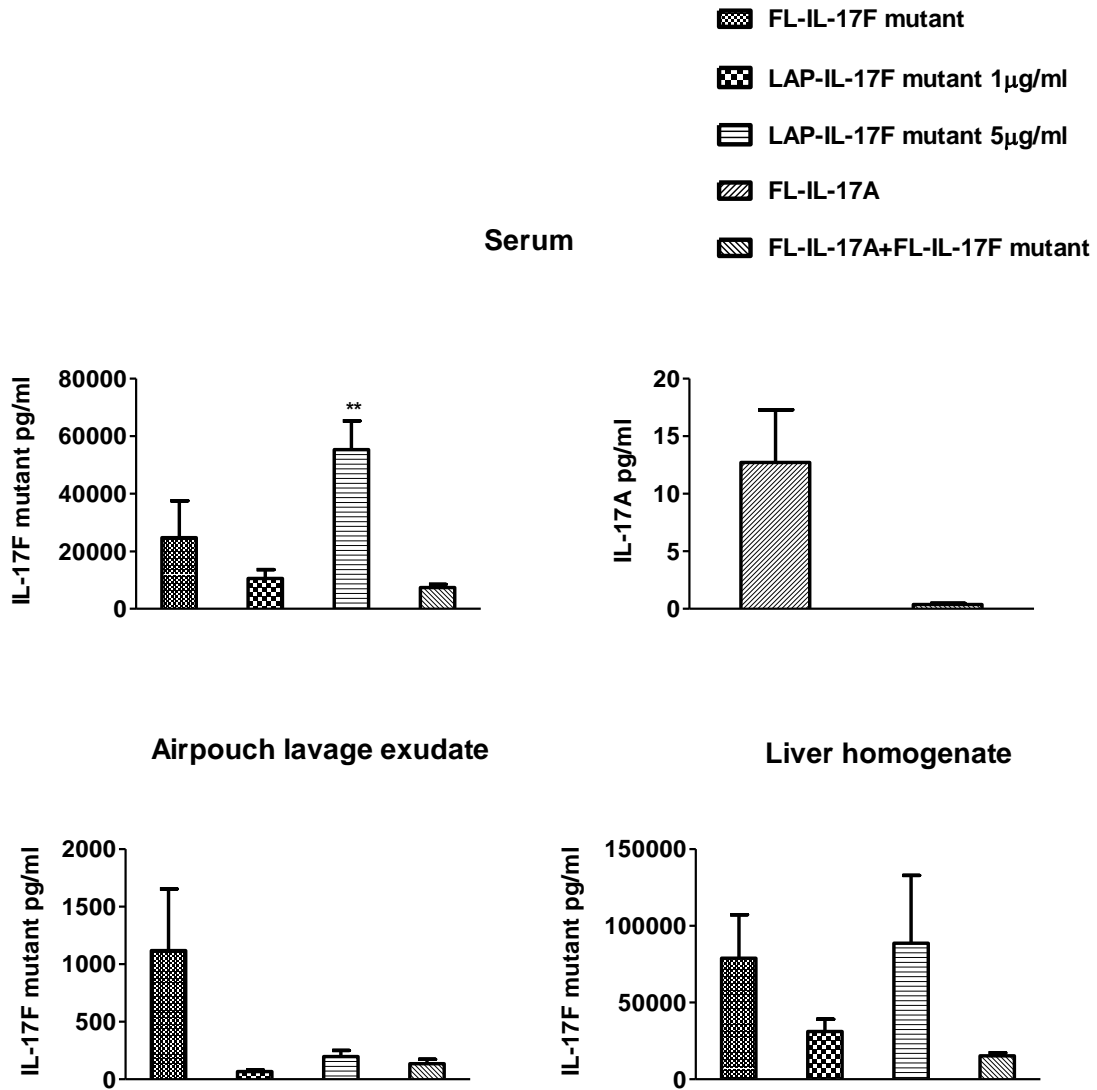 FL-IL-17F mutant
LAP-IL-17F mutant 1μg/ml
LAP-IL-17F mutant 5μg/ml
FL-IL-17A
FL-IL-17A+FL-IL-17F mutant
Serum
IL-17F mutant pg/ml
80000
60000
40000
20000
0
**
IL-17A pg/ml
20
15
10
5
0
Airpouch lavage exudate
IL-17F mutant pg/ml
2000
1500
1000
500
0
Liver homogenate
IL-17F mutant pg/ml
150000
100000
50000
0